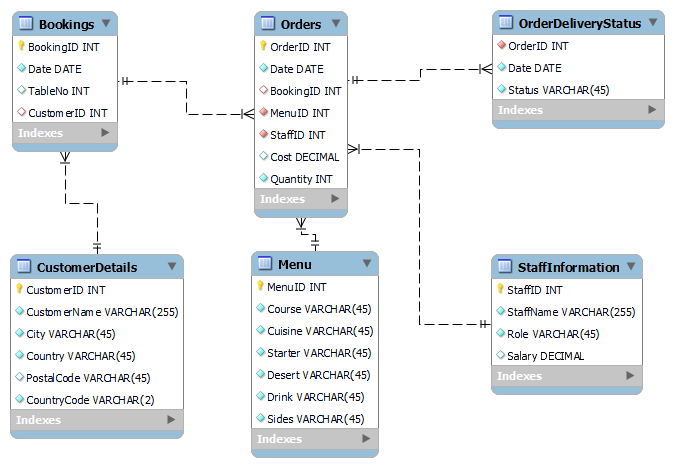 Bookings
BookingID INT
Date DATE
TableNo INT
CustomerID INT
Indexes
Orders
OrderID INT
Date DATE
BookingID INT
MenuID INT
StaffID INT
Cost DECIMAL
Quantity INT
Indexes
OrderDeliveryStatus
OrderID INT
Date DATE
Status VARCHAR(45)
Indexes
CustomerDetails
CustomerID INT
CustomerName VARCHAR(255)
City VARCHAR(45)
Country VARCHAR(45)
PostalCode VARCHAR(45)
CountryCode VARCHAR(2)
Indexes
Menu
MenuID INT
Course VARCHAR(45)
Cuisine VARCHAR(45)
Starter VARCHAR(45)
Desert VARCHAR(45)
Drink VARCHAR(45)
Sides VARCHAR(45)
Indexes
StaffInformation
StaffID INT
StaffName VARCHAR(255)
Role VARCHAR(45)
Salary DECIMAL
Indexes